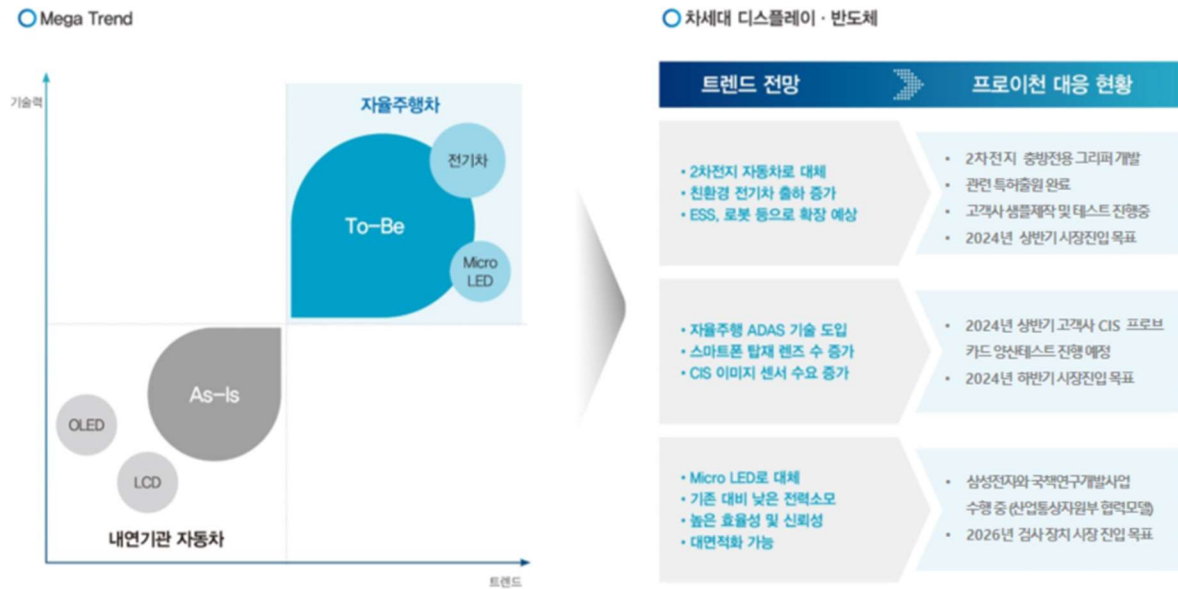 Mega Trend
기술력
자율주행차
전기차
To-Be
Micro
LED
As-Is
OLED
LCD
내연기관 자동차
트렌드
차세대 디스플레이 · 반도체
트렌드 전망
프로이천 대응 현황
• 2차전지 자동차로 대체
• 친환경 전기차 출하 증가
• ESS, 로봇 등으로 확장 예상
• 2차전지 충방전용 그리퍼 개발
• 관련 특허출원 완료
• 고객사 샘플제작 및 테스트 진행중
• 2024년 상반기 시장진입 목표
• 자율주행 ADAS 기술 도입
• 스마트폰 탑재 렌즈 수 증가
• CIS 이미지 센서 수요 증가
• 2024년 상반기 고객사 CIS 프로브
카드 양산테스트 진행 예정
• 2024년 하반기 시장진입 목표
• Micro LED로 대체
• 기존 대비 낮은 전력소모
• 높은 효율성 및 신뢰성
• 대면적화 가능
• 삼성전자와 국책연구개발사업
수행 중 (산업통상자원부 협력모델)
• 2026년 검사 장치 시장 진입 목표